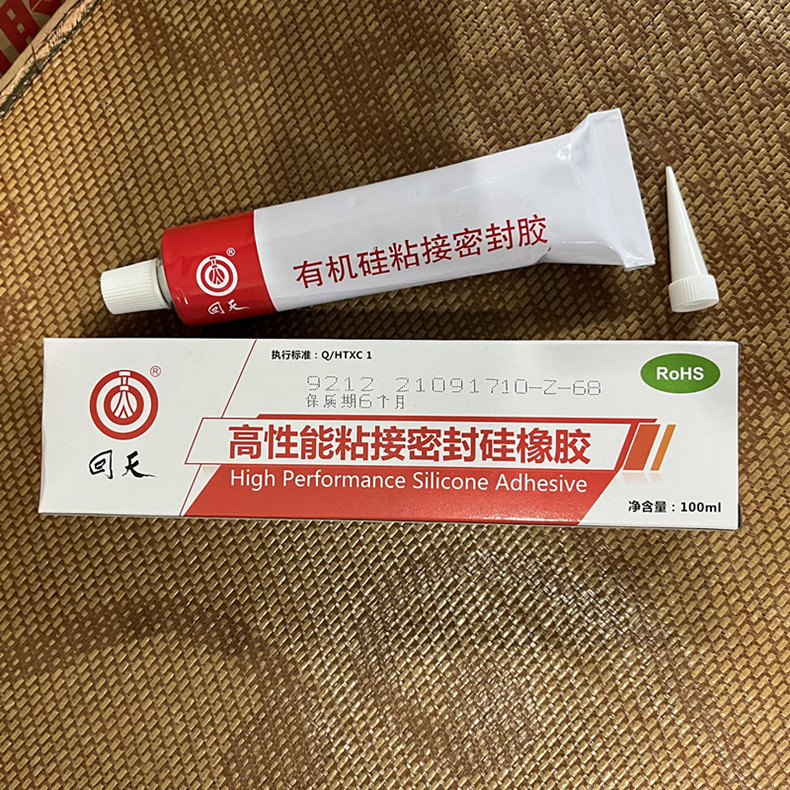 有机硅粘接密封胶
®
回天
执行标准：Q/HTXC 1
RoHS
®
9212 21091710-Z-68
保质期6个月
高性能粘接密封硅橡胶
High Performance Silicone Adhesive
回天
净含量：100ml